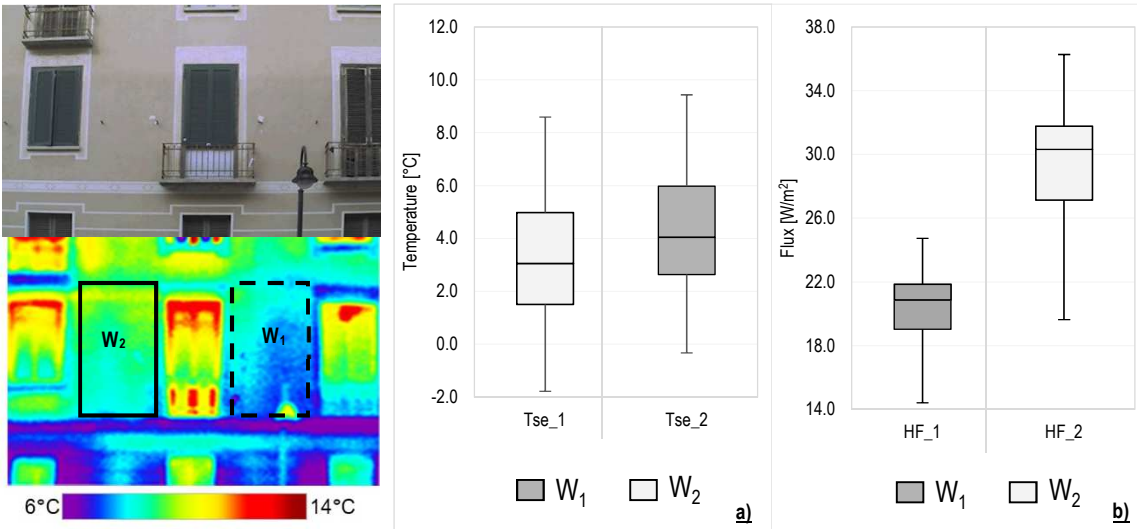 W₂
W₁
6°C
14°C
Temperature [°C]
12.0
10.0
8.0
6.0
4.0
2.0
0.0
-2.0
Tse_1
Tse_2
W₁
W₂
a)
Flux [W/m²]
38.0
34.0
30.0
26.0
22.0
18.0
14.0
HF_1
HF_2
W₁
W₂
b)